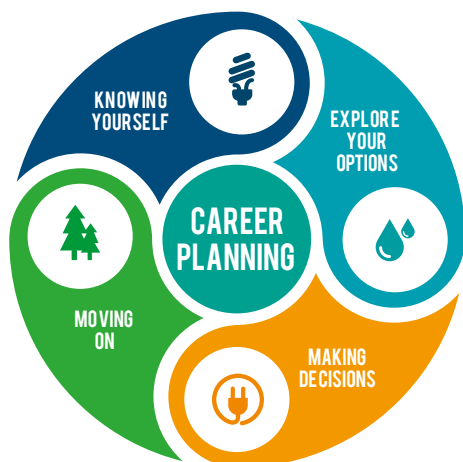 KNOWING
YOURSELF
EXPLORE
YOUR
OPTIONS
CAREER
PLANNING
MOVING
ON
MAKING
DECISIONS